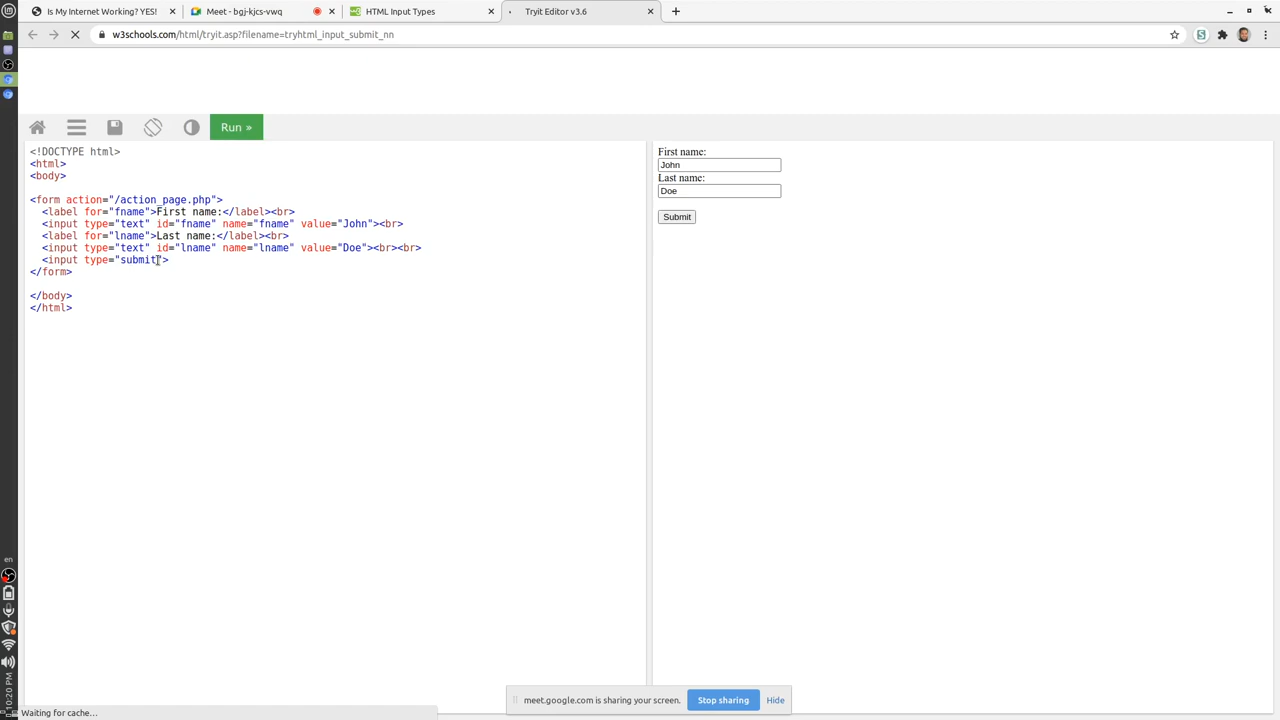 Is My Internet Working? YES!
Meet - bgj-kjcs-vwq
HTML Input Types
Tryit Editor v3.6
w3schools.com/html/tryit.asp?filename=tryhtml_input_submit_nn
Run »
<!DOCTYPE html>
<html>
<body>
<form action="/action_page.php">
<label for="fname">First name:</label><br>
<input type="text" id="fname" name="fname" value="John"><br>
<label for="lname">Last name:</label><br>
<input type="text" id="lname" name="lname" value="Doe"><br><br>
<input type="submit">
</form>
</body>
</html>
First name:
John
Last name:
Doe
Submit
en
10:20 PM
meet.google.com is sharing your screen.
Stop sharing
Hide
Waiting for cache…